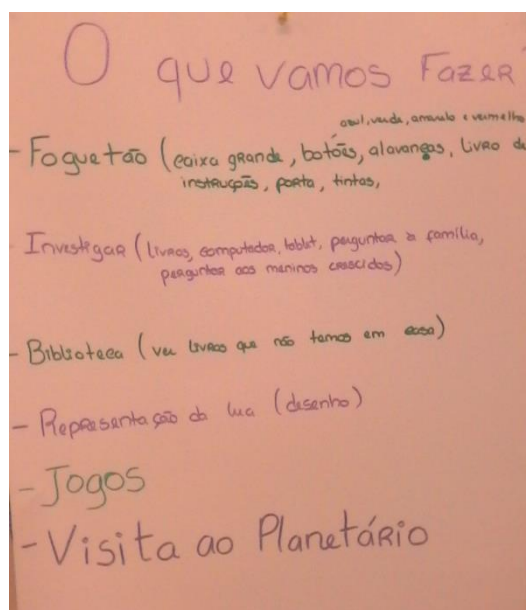 O que vamos Fazer
azul, verde, amarelo e vermelho
- Foguetão (caixa grande, botões, alavancas, livro de
instruções, porta, tintas,
- Investigar (livros, computador, tablet, perguntar à família,
perguntar aos meninos crescidos)
- Biblioteca (ver livros que não temos em casa)
- Representação da lua (desenho)
- Jogos
- Visita ao Planetário